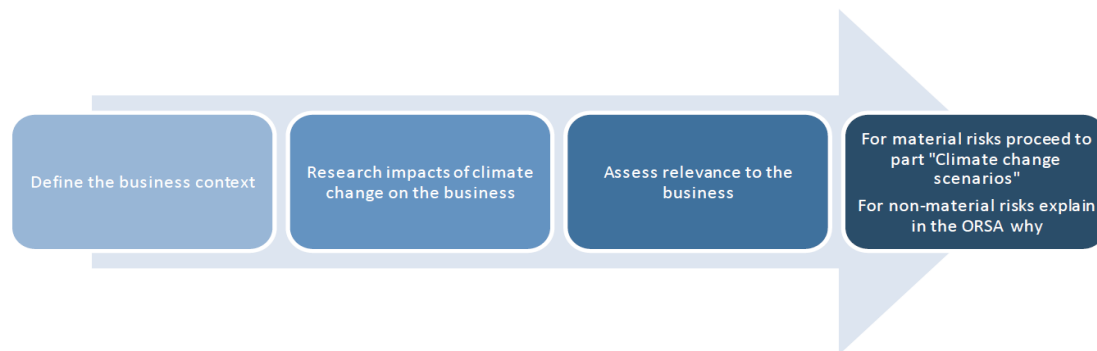 Define the business context
Research impacts of climate
change on the business
Assess relevance to the
business
For material risks proceed to
part "Climate change
scenarios"
For non-material risks explain
in the ORSA why